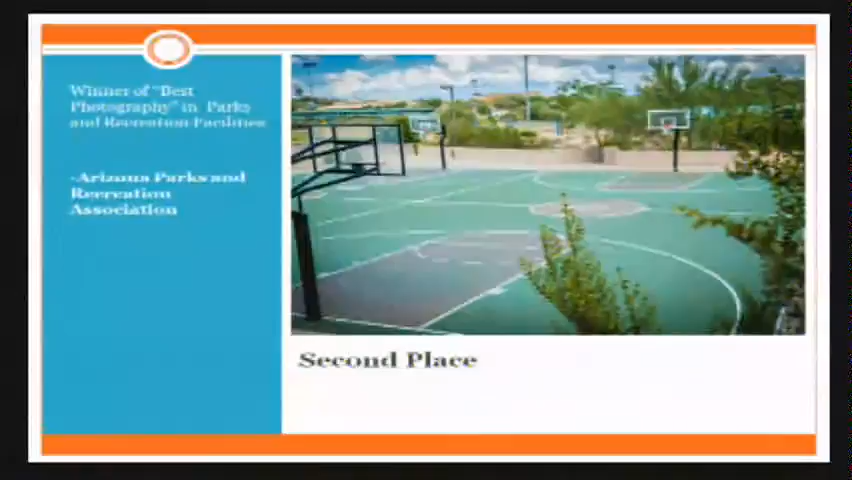 Winner of "Best
Photography" in Parks
and Recreation Facilities
-Arizona Parks and
Recreation
Association
Second Place